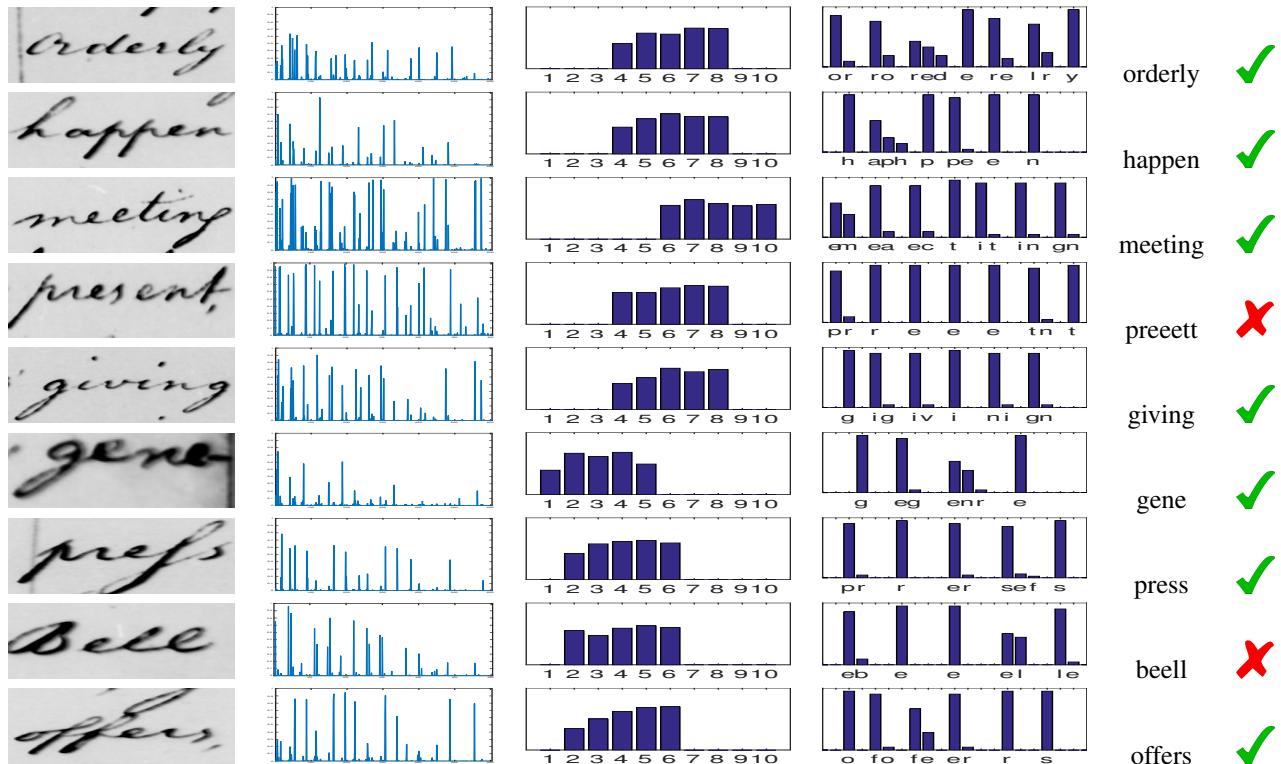 orderly 1 2 3 4 5 6 7 8 9 10 or ro red e re lr y orderly
happen 1 2 3 4 5 6 7 8 9 10 h aph p pe e n happen
meeting 1 2 3 4 5 6 7 8 9 10 em ea ec t it in gn meeting
present, 1 2 3 4 5 6 7 8 9 10 pr r e e e tn t preeett
giving 1 2 3 4 5 6 7 8 9 10 g ig iv i ni gn giving
gene- 1 2 3 4 5 6 7 8 9 10 g eg enr e gene
press 1 2 3 4 5 6 7 8 9 10 pr r er sef s press
Bell 1 2 3 4 5 6 7 8 9 10 eb e e el le beell
offers, 1 2 3 4 5 6 7 8 9 10 o fo fe er r s offers